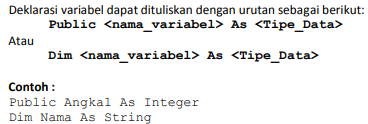 Deklarasi variabel dapat dituliskan dengan urutan sebagai berikut:
Public <nama_variabel> As <Tipe_Data>
Atau
Dim <nama_variabel> As <Tipe_Data>
Contoh :
Public Angka1 As Integer
Dim Nama As String